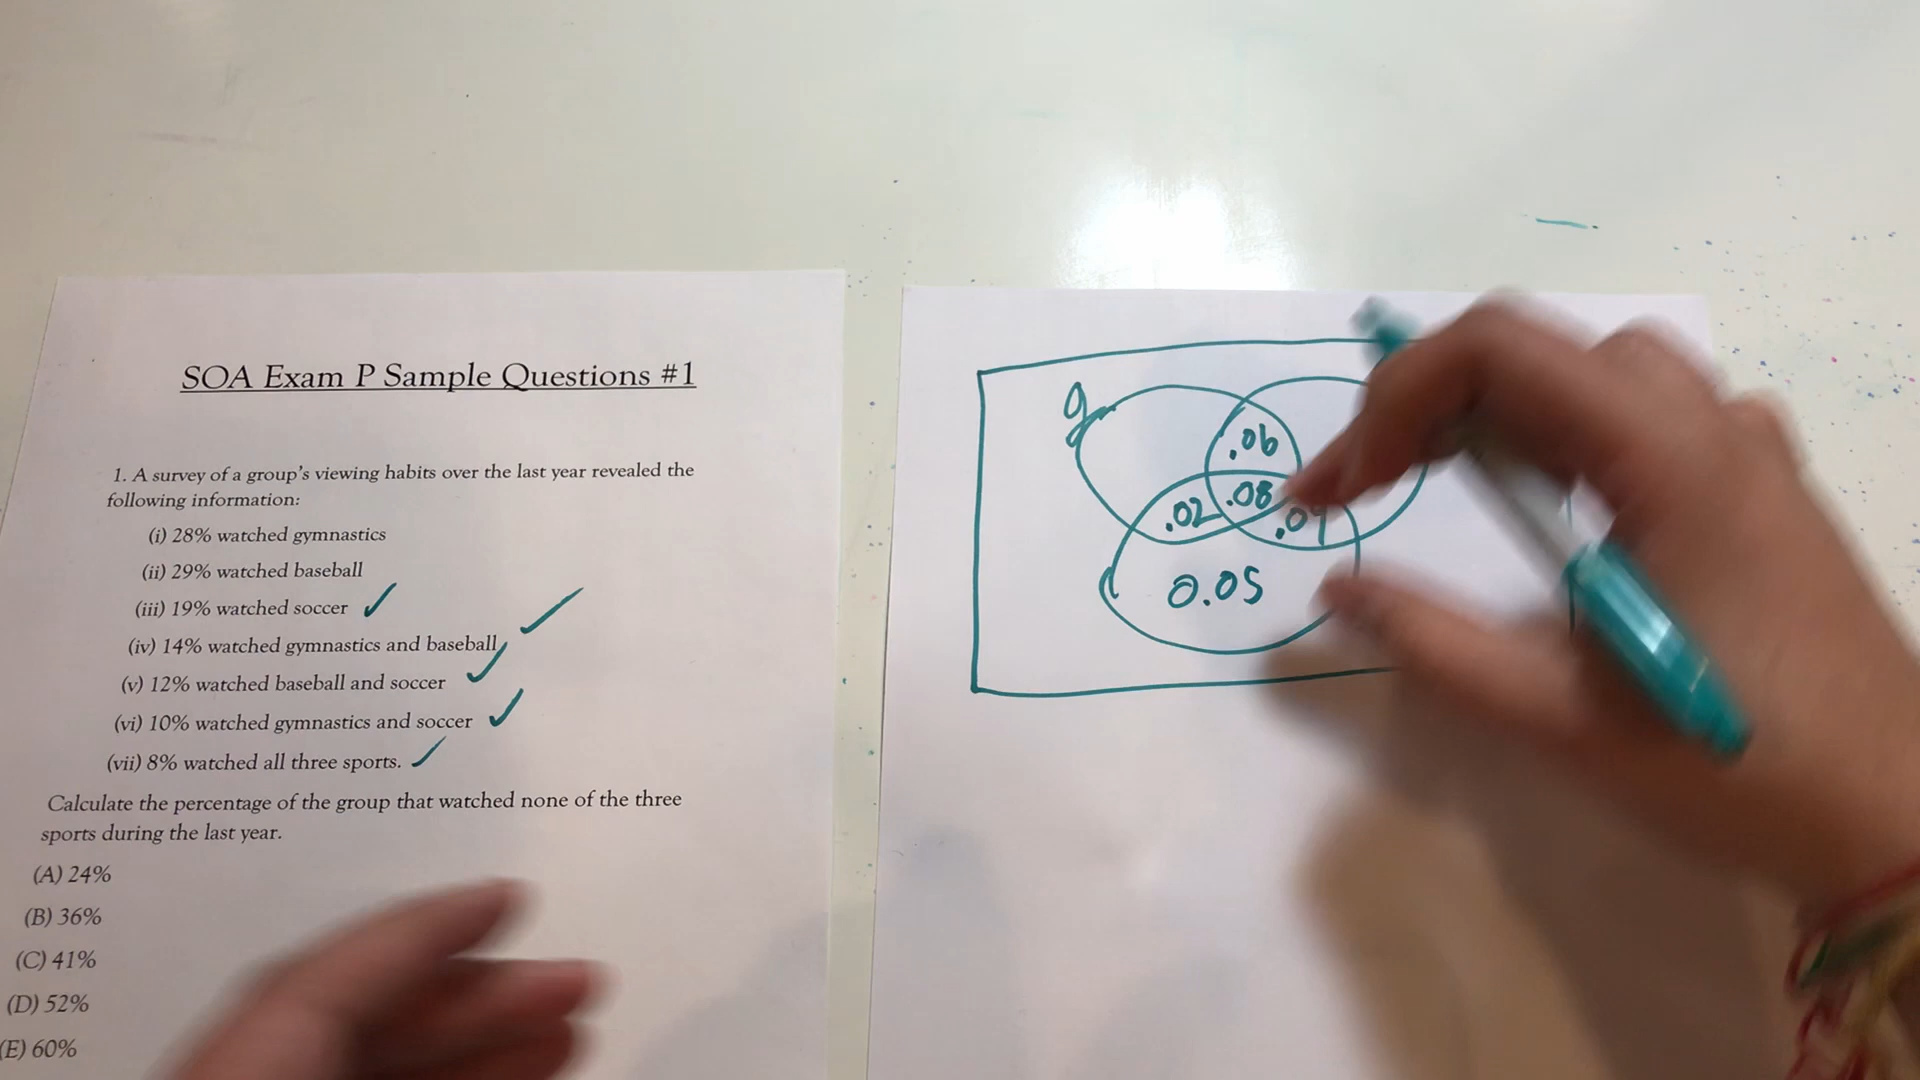 SOA Exam P Sample Questions #1
1. A survey of a group's viewing habits over the last year revealed the
following information:
(i) 28% watched gymnastics
(ii) 29% watched baseball
(iii) 19% watched soccer
(iv) 14% watched gymnastics and baseball
(v) 12% watched baseball and soccer
(vi) 10% watched gymnastics and soccer
(vii) 8% watched all three sports.
Calculate the percentage of the group that watched none of the three
sports during the last year.
(A) 24%
(B) 36%
(C) 41%
(D) 52%
(E) 60%
g
.06
.08
.02
.04
0.05